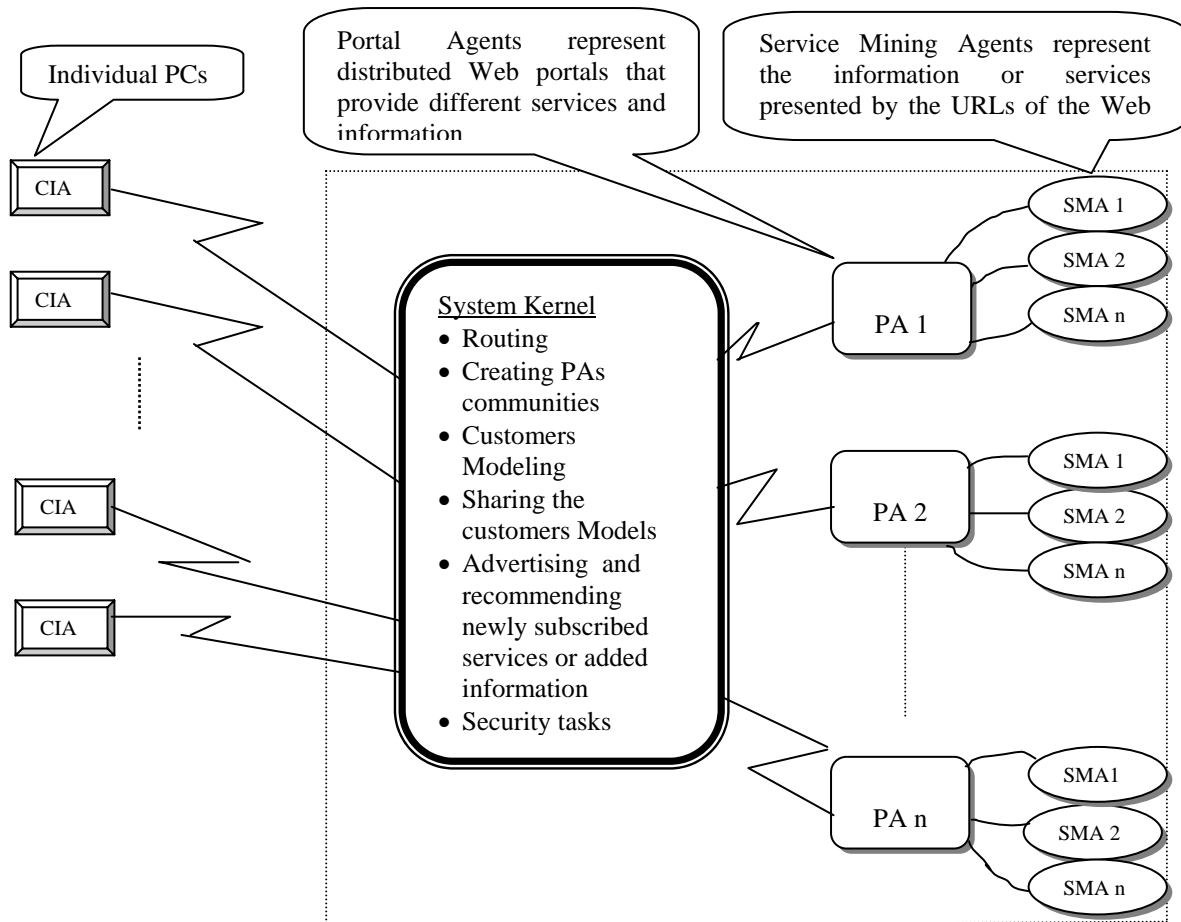 Individual PCs
Portal Agents represent
distributed Web portals that
provide different services and
information
Service Mining Agents represent
the information or services
presented by the URLs of the Web
CIA
CIA
CIA
CIA
System Kernel
• Routing
• Creating PAs
communities
• Customers
Modeling
• Sharing the
customers Models
• Advertising and
recommending
newly subscribed
services or added
information
• Security tasks
PA 1
SMA 1
SMA 2
SMA n
PA 2
SMA 1
SMA 2
SMA n
PA n
SMA1
SMA 2
SMA n